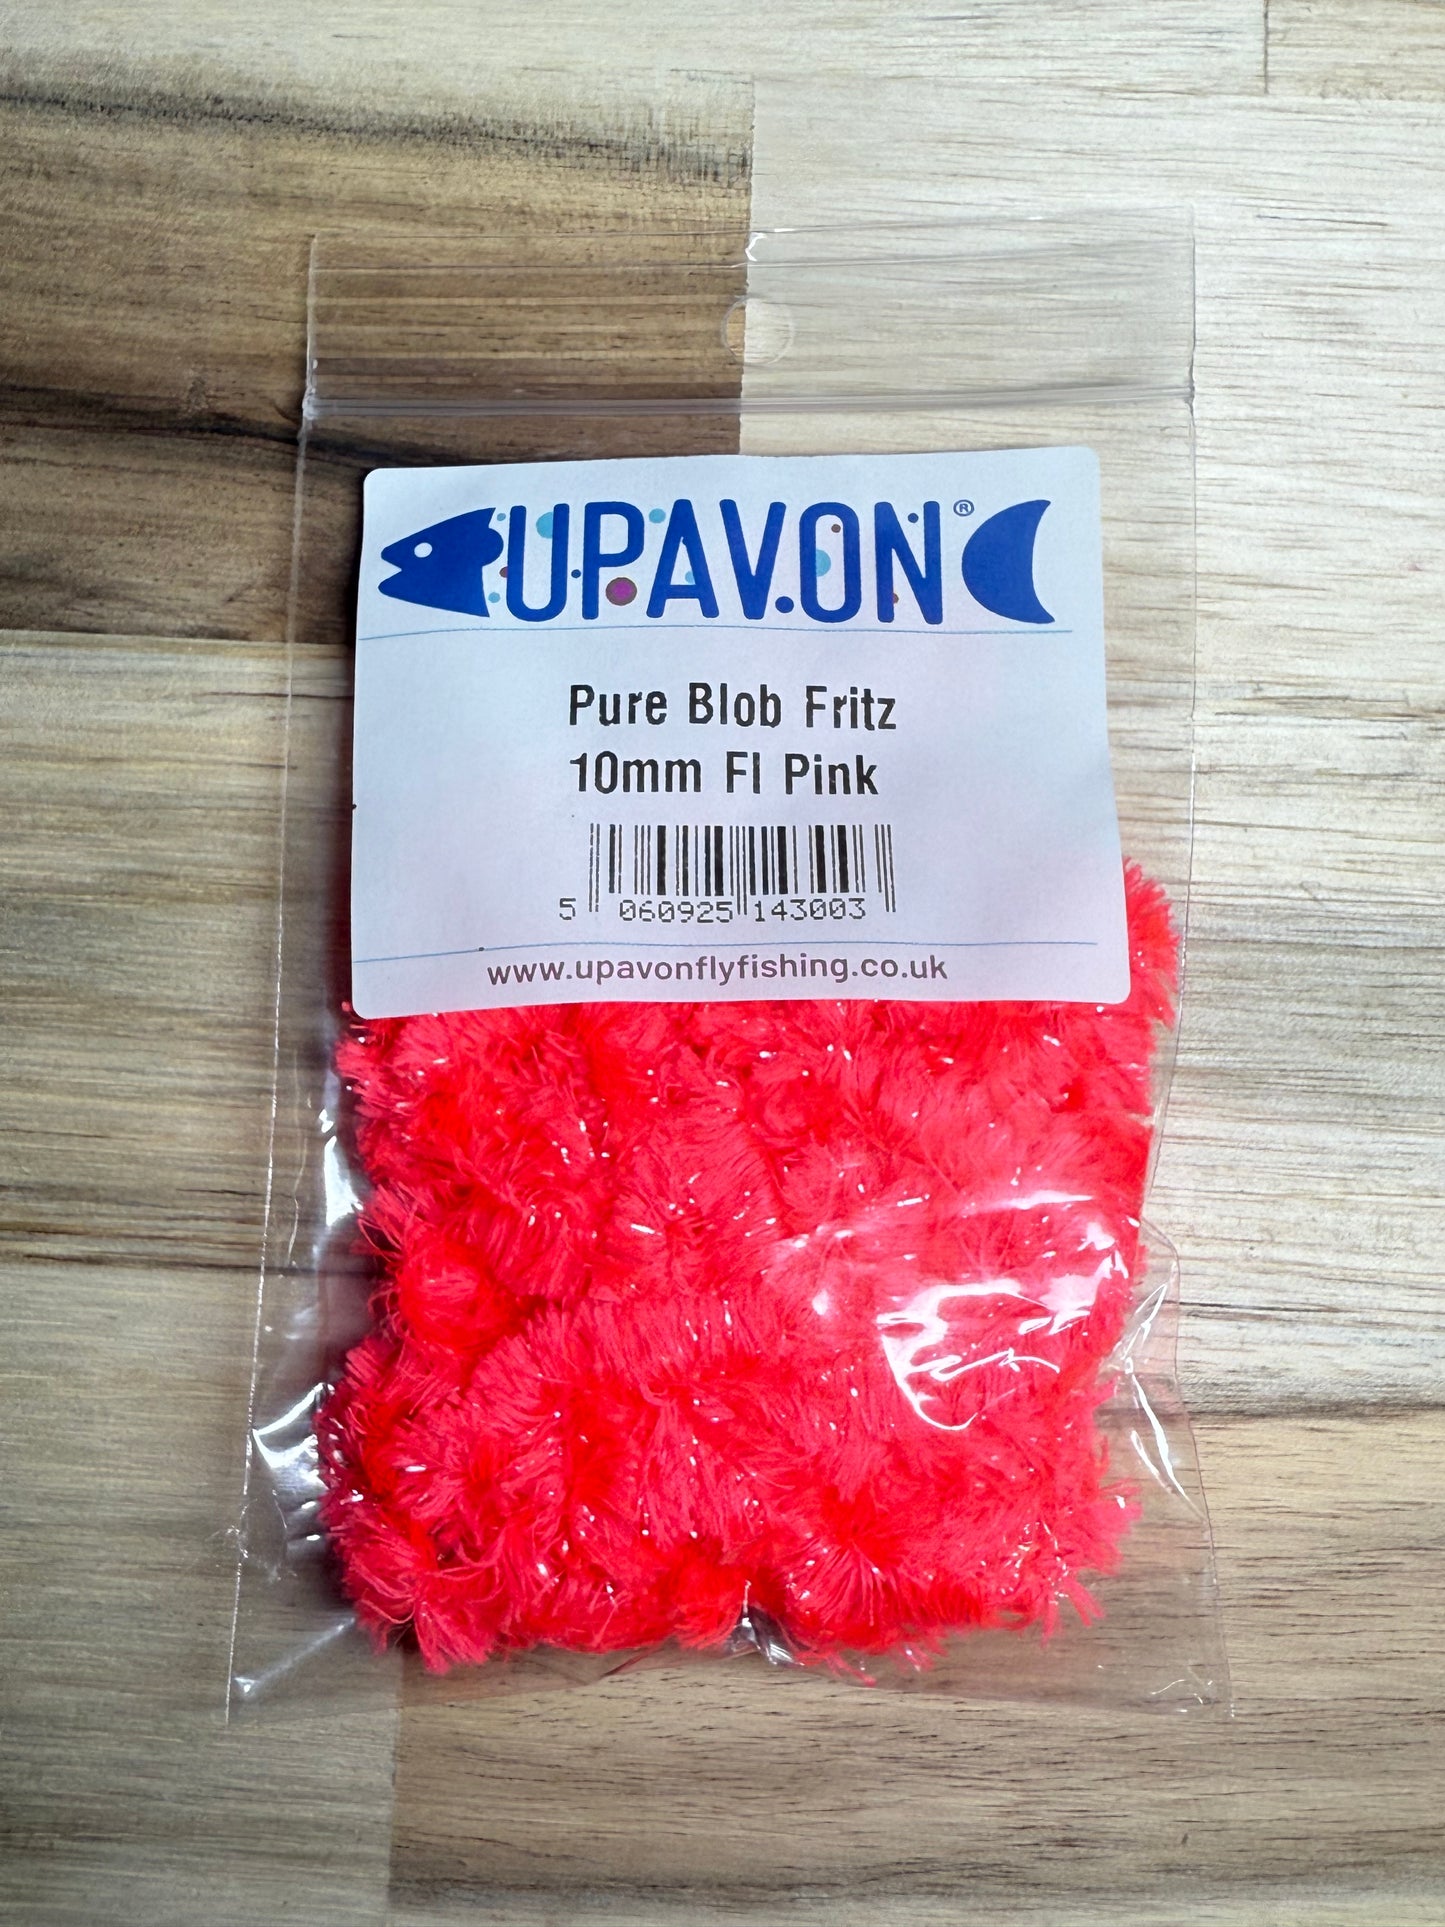 UPAVON®
Pure Blob Fritz
10mm Fl Pink
5 060925 143003
www.upavonflyfishing.co.uk